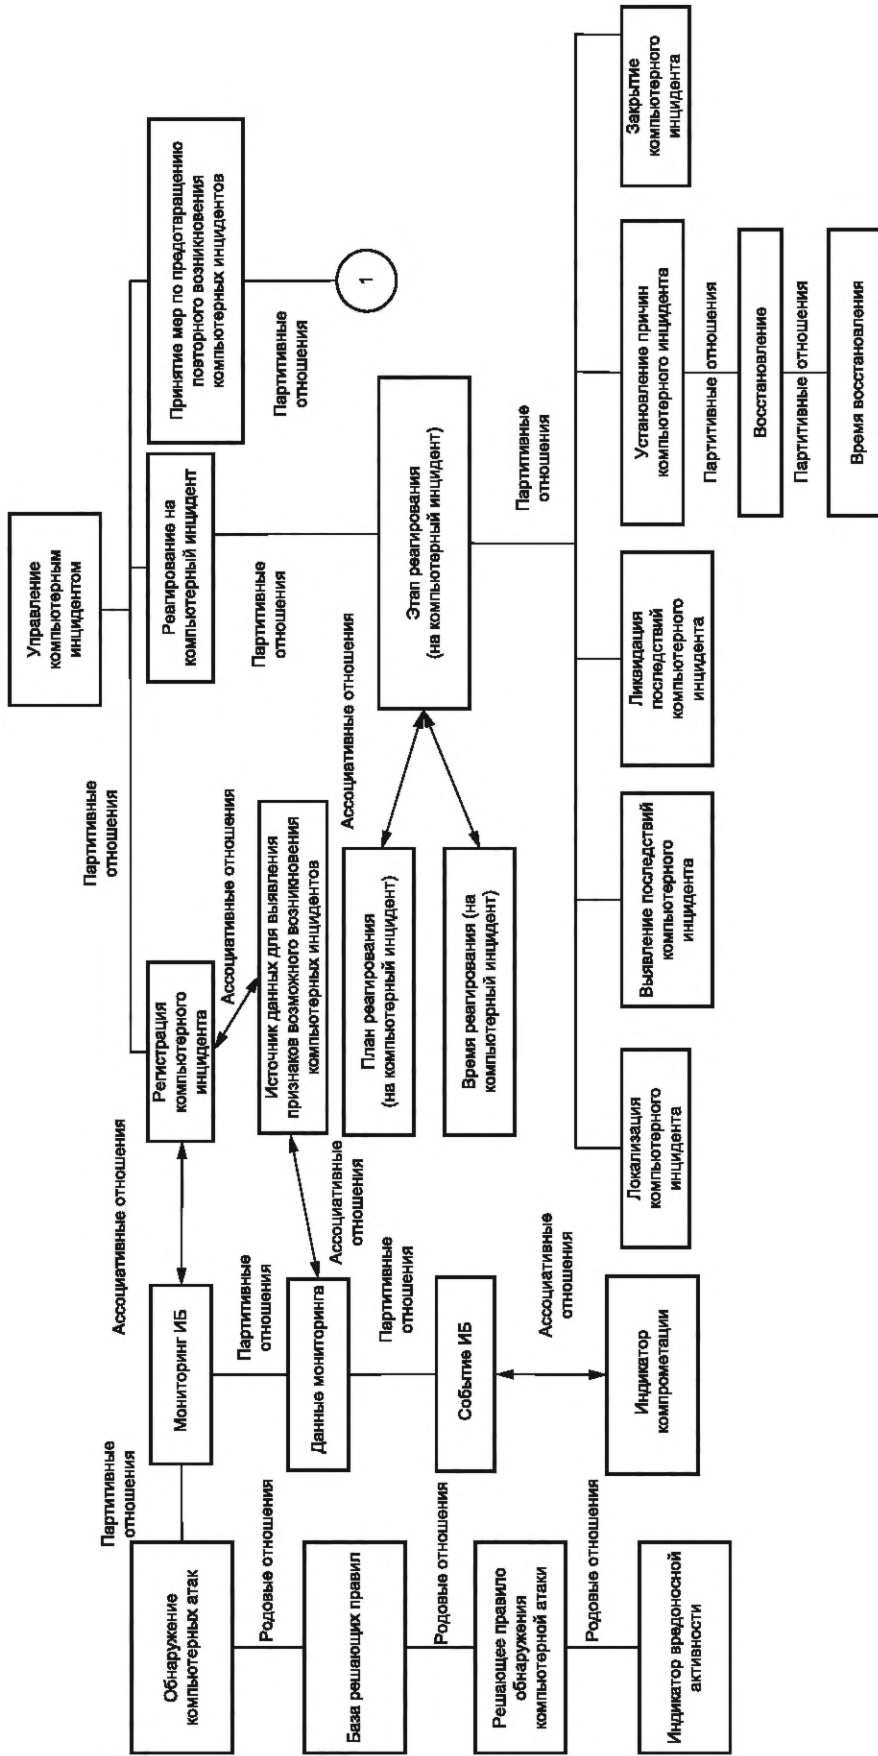 Управление
компьютерным
инцидентом
Партитивные
отношения
Регистрация
компьютерного
инцидента
Реагирование на
компьютерный инцидент
Принятие мер по предотвращению
повторного возникновения
компьютерных инцидентов
Ассоциативные отношения
Партитивные
отношения
Обнаружение
компьютерных атак
Мониторинг ИБ
Ассоциативные отношения
Партитивные
отношения
Партитивные
отношения
1
Источник данных для выявления
признаков возможного возникновения
компьютерных инцидентов
Родовые отношения
Партитивные
отношения
База решающих правил
Данные мониторинга
Ассоциативные
отношения
Ассоциативные отношения
План реагирования
(на компьютерный инцидент)
Этап реагирования
(на компьютерный инцидент)
Время реагирования (на
компьютерный инцидент)
Родовые отношения
Партитивные
отношения
Решающее правило
обнаружения
компьютерной атаки
Событие ИБ
Партитивные
отношения
Родовые отношения
Ассоциативные
отношения
Индикатор вредоносной
активности
Индикатор
компрометации
Локализация
компьютерного
инцидента
Выявление последствий
компьютерного
инцидента
Ликвидация
последствий
компьютерного
инцидента
Установление причин
компьютерного инцидента
Закрытие
компьютерного
инцидента
Партитивные отношения
Восстановление
Партитивные отношения
Время восстановления